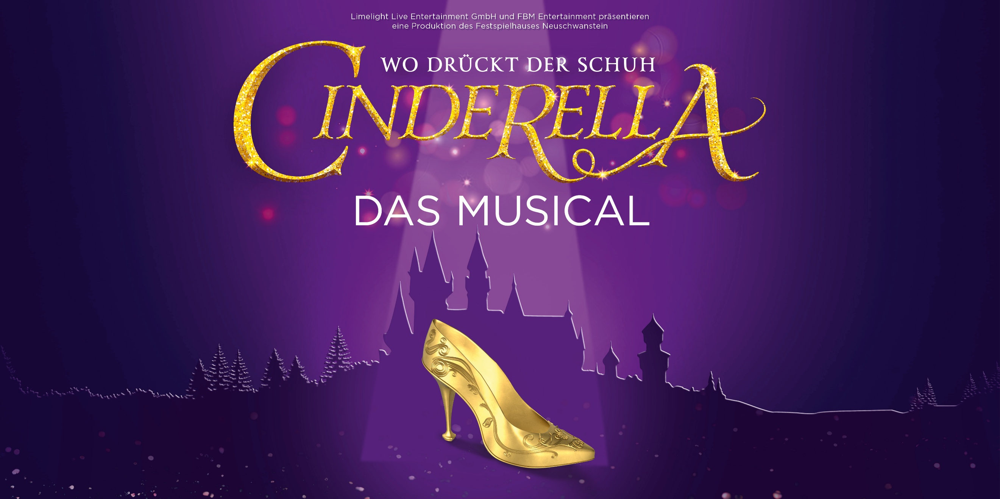 Limelight Live Entertainment GmbH und FBM Entertainment präsentieren
eine Produktion des Festspielhauses Neuschwanstein
WO DRÜCKT DER SCHUH
CINDERELLA
DAS MUSICAL